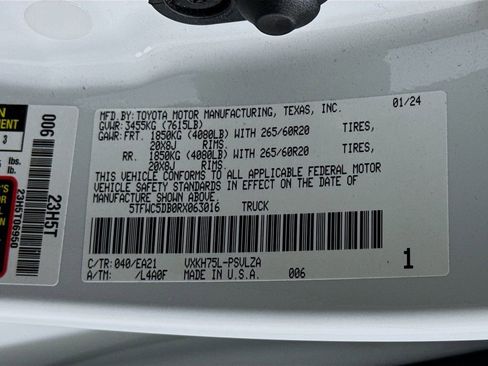 MFD.BY:TOYOTA MOTOR MANUFACTURING, TEXAS, INC. 01/24
GVWR:3455KG (7615LB)
GAWR:FRT. 1850KG (4080LB) WITH 265/60R20 TIRES,
20X8J RIMS,
RR. 1850KG (4080LB) WITH 265/60R20 TIRES,
20X8J RIMS.
THIS VEHICLE CONFORMS TO ALL APPLICABLE FEDERAL MOTOR
VEHICLE SAFETY STANDARDS IN EFFECT ON THE DATE OF
MANUFACTURE SHOWN ABOVE.
5TFWC5DB0RX063016 TRUCK
C/TR: 040/EA21 VXKH75L-PSVLZA
A/TM: /L4A0F MADE IN U.S.A. 006 1
006
23H5T
23H5T06950
3
lbs.